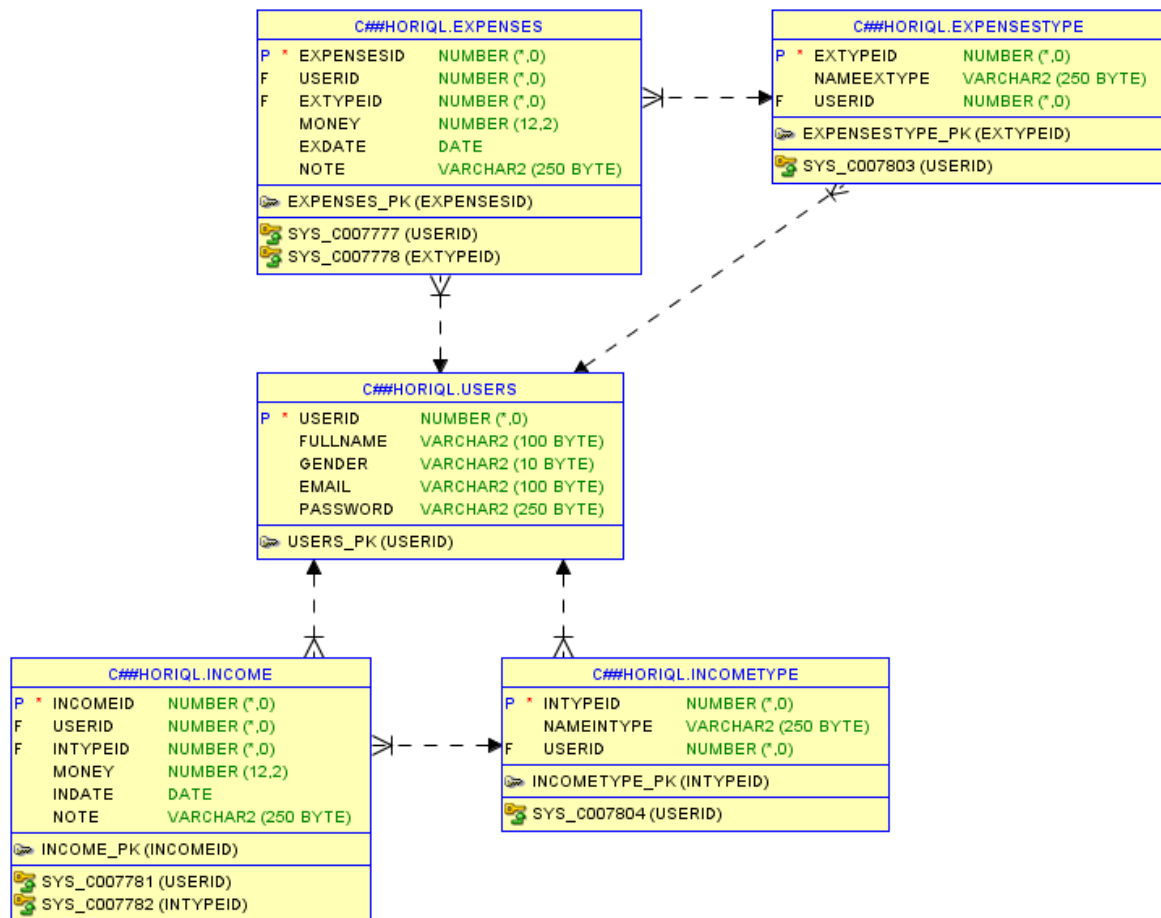 C##HORIQL.EXPENSES
P * EXPENSESID NUMBER (*,0)
F USERID NUMBER (*,0)
F EXTYPEID NUMBER (*,0)
MONEY NUMBER (12,2)
EXDATE DATE
NOTE VARCHAR2 (250 BYTE)
EXPENSES_PK (EXPENSESID)
SYS_C007777 (USERID)
SYS_C007778 (EXTYPEID)
C##HORIQL.EXPENSESTYPE
P * EXTYPEID NUMBER (*,0)
NAMEEXTYPE VARCHAR2 (250 BYTE)
F USERID NUMBER (*,0)
EXPENSESTYPE_PK (EXTYPEID)
SYS_C007803 (USERID)
C##HORIQL.USERS
P * USERID NUMBER (*,0)
FULLNAME VARCHAR2 (100 BYTE)
GENDER VARCHAR2 (10 BYTE)
EMAIL VARCHAR2 (100 BYTE)
PASSWORD VARCHAR2 (250 BYTE)
USERS_PK (USERID)
C##HORIQL.INCOME
P * INCOMEID NUMBER (*,0)
F USERID NUMBER (*,0)
F INTYPEID NUMBER (*,0)
MONEY NUMBER (12,2)
INDATE DATE
NOTE VARCHAR2 (250 BYTE)
INCOME_PK (INCOMEID)
SYS_C007781 (USERID)
SYS_C007782 (INTYPEID)
C##HORIQL.INCOMETYPE
P * INTYPEID NUMBER (*,0)
NAMEINTYPE VARCHAR2 (250 BYTE)
F USERID NUMBER (*,0)
INCOMETYPE_PK (INTYPEID)
SYS_C007804 (USERID)